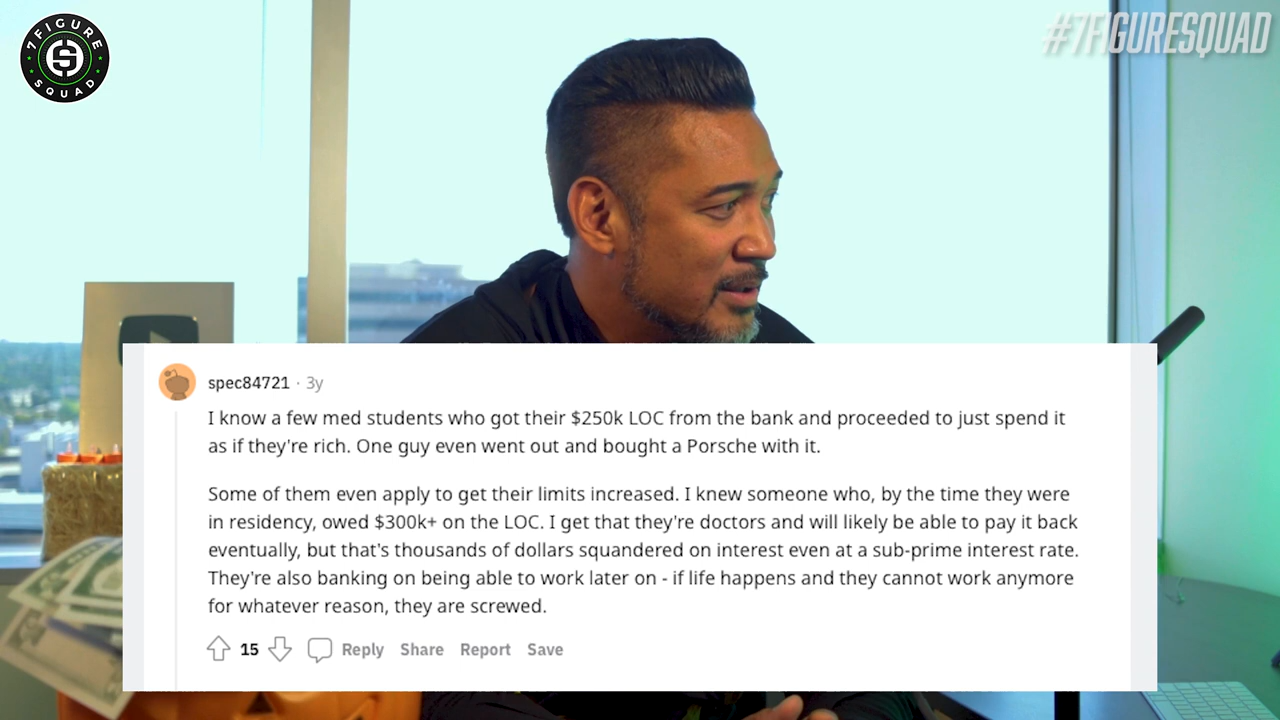 7FIGURE
SQUAD
#7FIGURESQUAD
spec84721 · 3y
I know a few med students who got their $250k LOC from the bank and proceeded to just spend it
as if they're rich. One guy even went out and bought a Porsche with it.
Some of them even apply to get their limits increased. I knew someone who, by the time they were
in residency, owed $300k+ on the LOC. I get that they're doctors and will likely be able to pay it back
eventually, but that's thousands of dollars squandered on interest even at a sub-prime interest rate.
They're also banking on being able to work later on - if life happens and they cannot work anymore
for whatever reason, they are screwed.
15 Reply Share Report Save